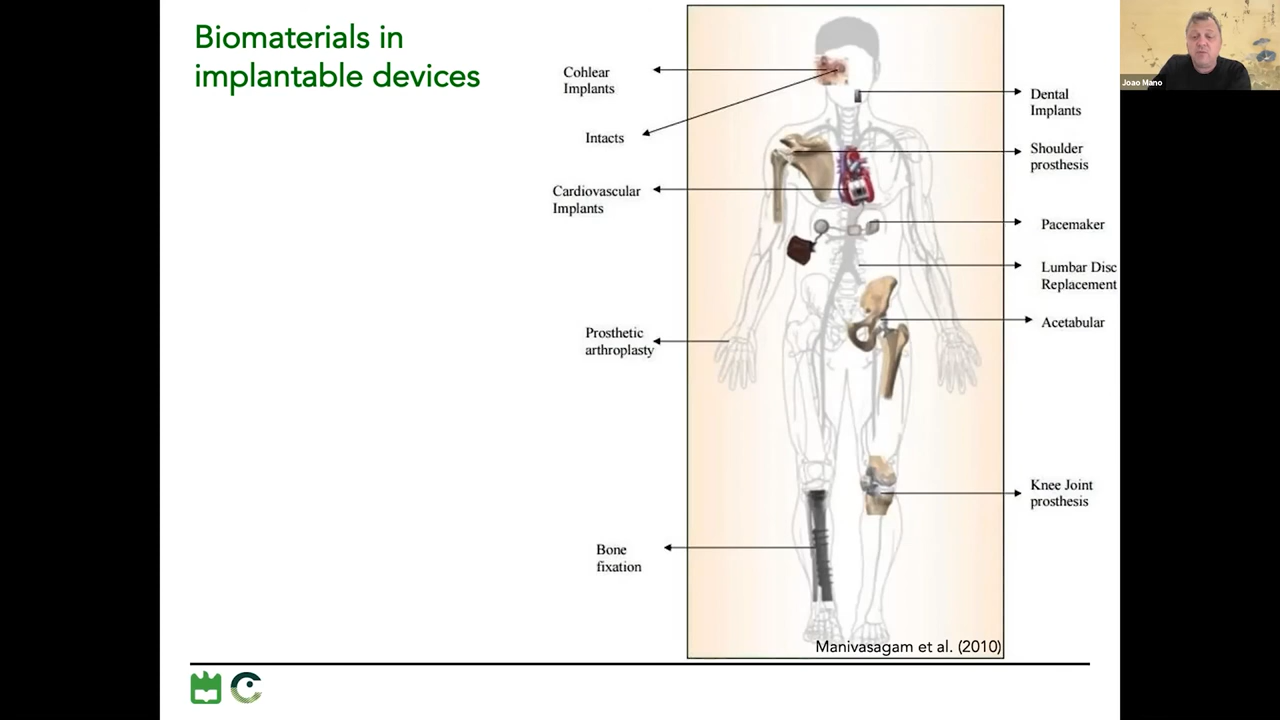 Biomaterials in
implantable devices
Cohlear
Implants
Intacts
Cardiovascular
Implants
Prosthetic
arthroplasty
Bone
fixation
Dental
Implants
Shoulder
prosthesis
Pacemaker
Lumbar Disc
Replacement
Acetabular
Knee Joint
prosthesis
Manivasagam et al. (2010)
Joao Mano